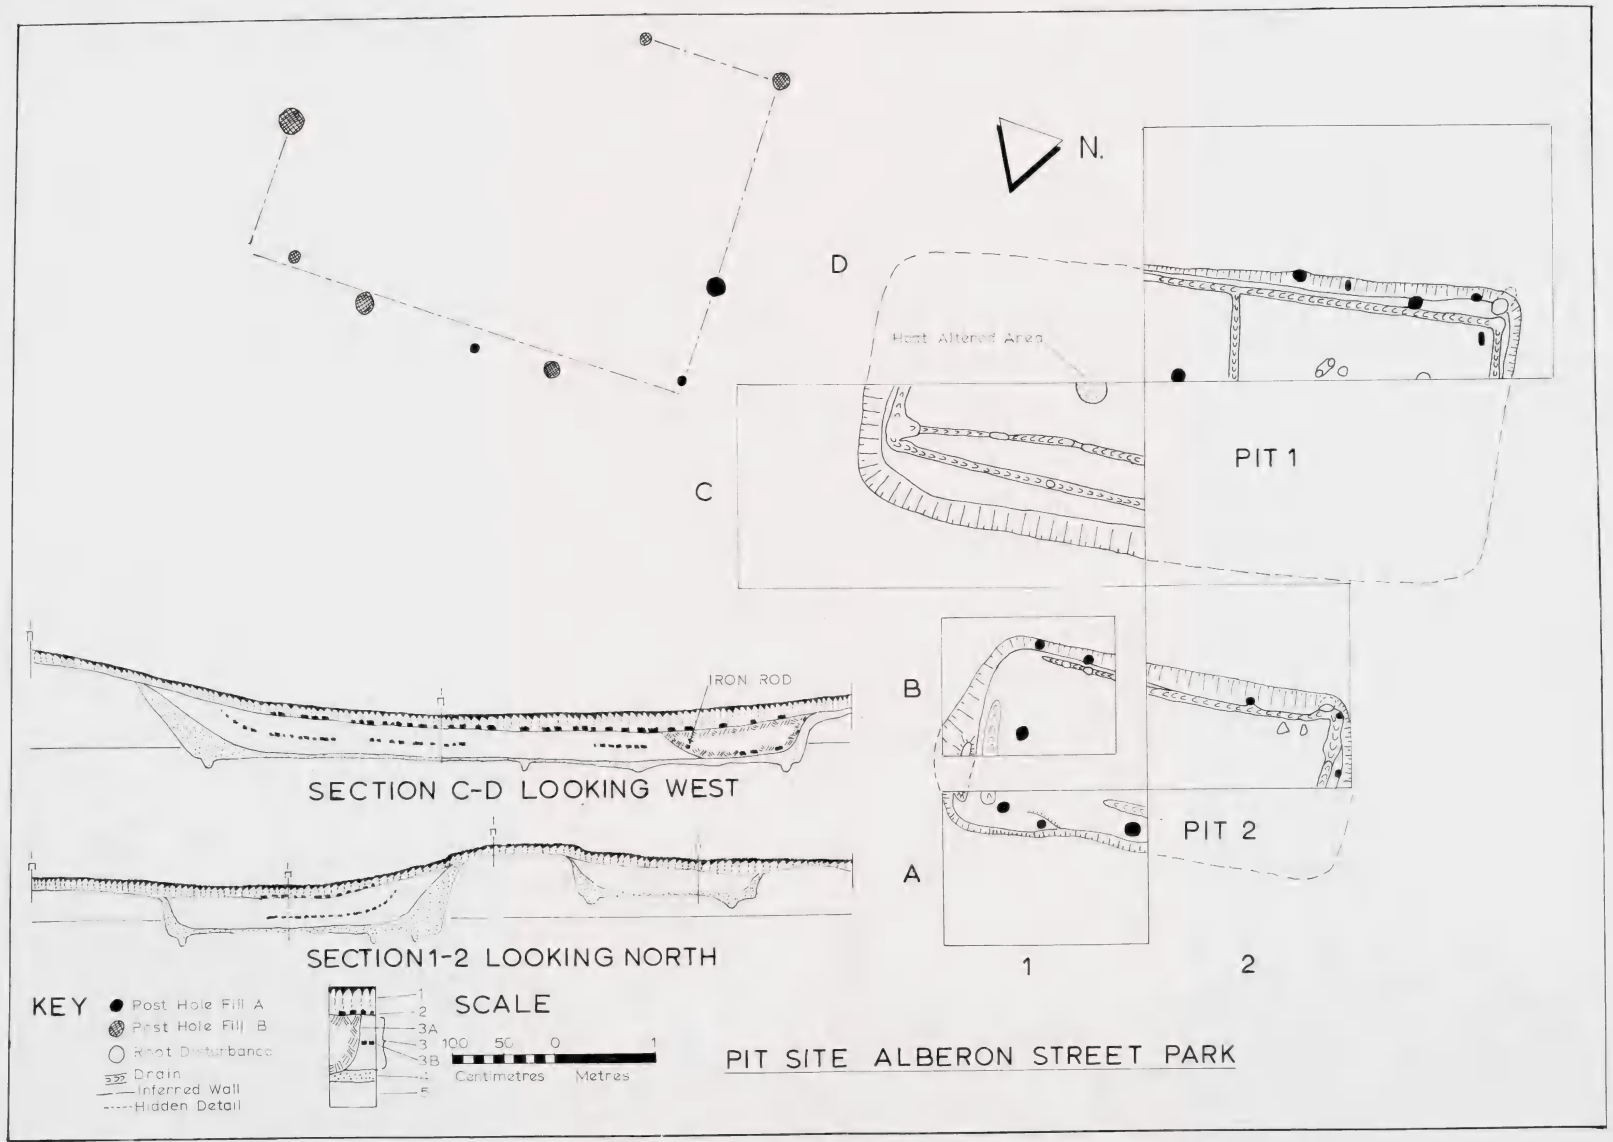 N.
D
Heat Altered Area
PIT 1
C
B
IRON ROD
SECTION C-D LOOKING WEST
PIT 2
A
SECTION 1-2 LOOKING NORTH
1
2
KEY
Post Hole Fill A
Post Hole Fill B
Root Disturbance
Drain
Inferred Wall
Hidden Detail
1
2
3A
3
3B
4
5
SCALE
100 50 0 1
Centimetres Metres
PIT SITE ALBERON STREET PARK